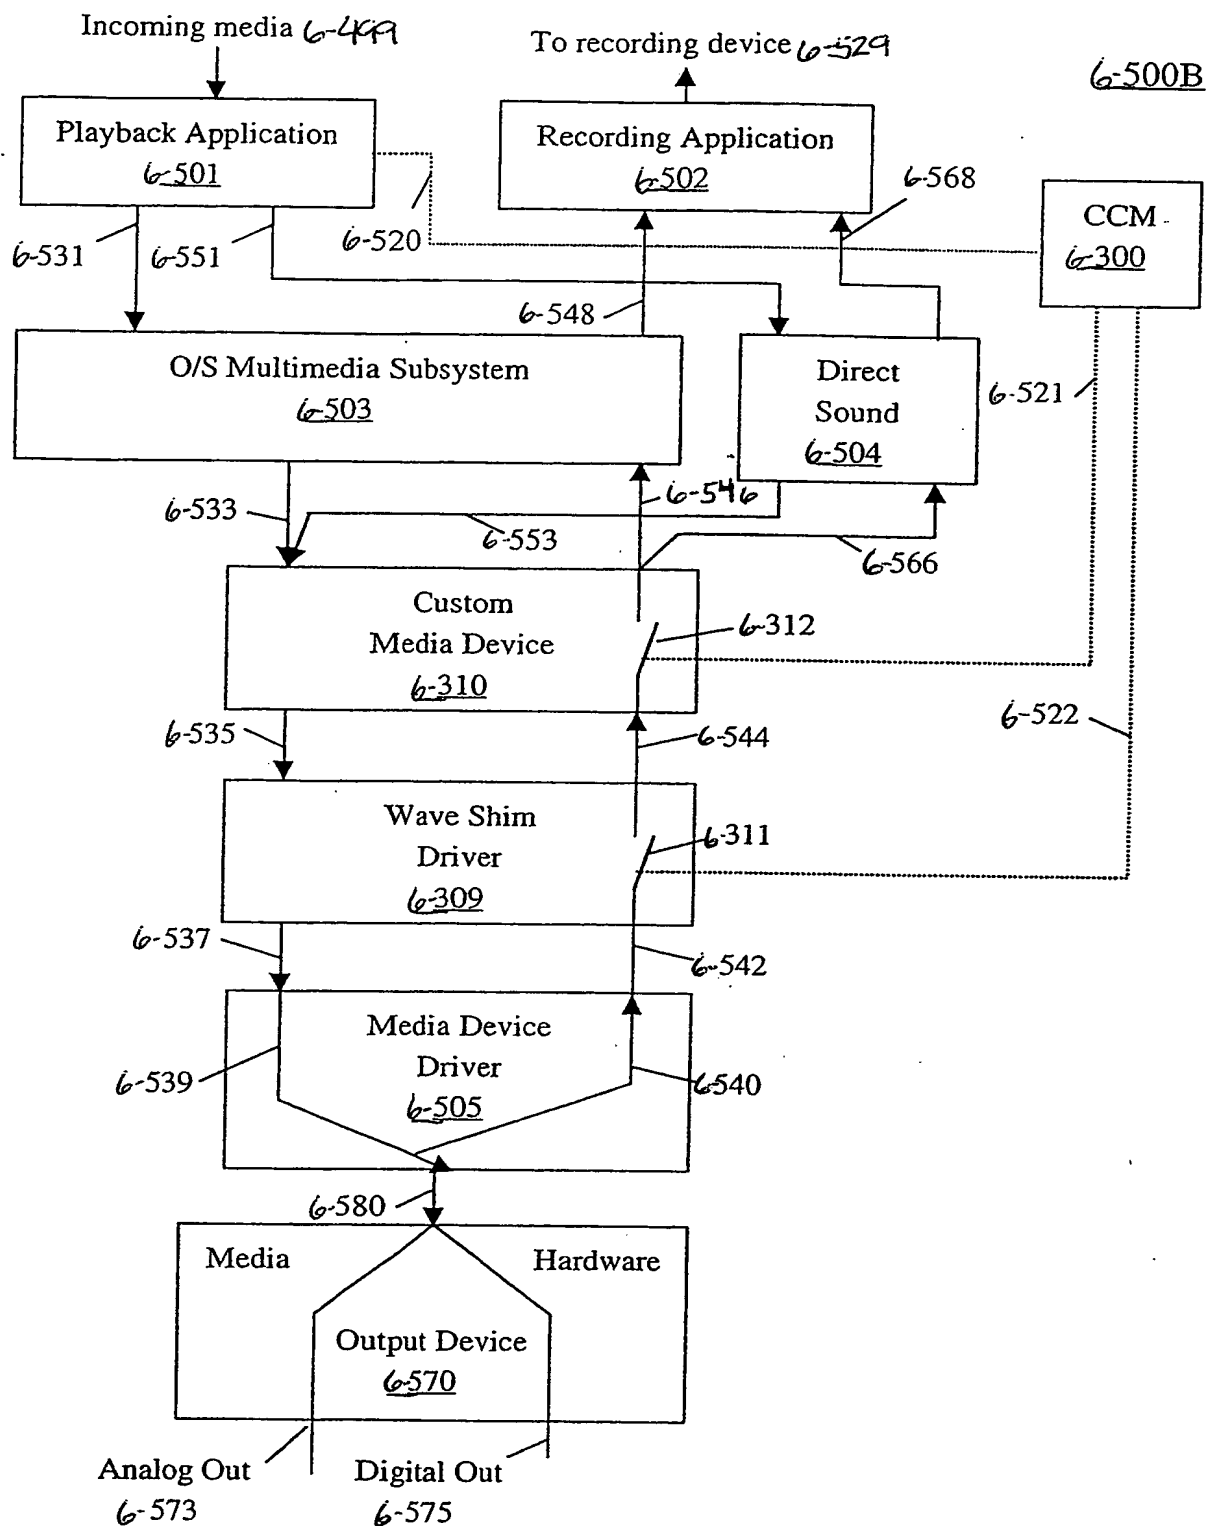 Incoming media 6-499
To recording device 6-529
6-500B
Playback Application
6-501
Recording Application
6-502
6-568
CCM
6-300
6-531
6-551
6-520
6-548
O/S Multimedia Subsystem
6-503
Direct
Sound
6-504
6-521
6-533
6-546
6-553
6-566
Custom
Media Device
6-310
6-312
6-535
6-544
6-522
Wave Shim
Driver
6-309
6-311
6-537
6-542
Media Device
Driver
6-505
6-539
6-540
6-580
Media
Hardware
Output Device
6-570
Analog Out
6-573
Digital Out
6-575